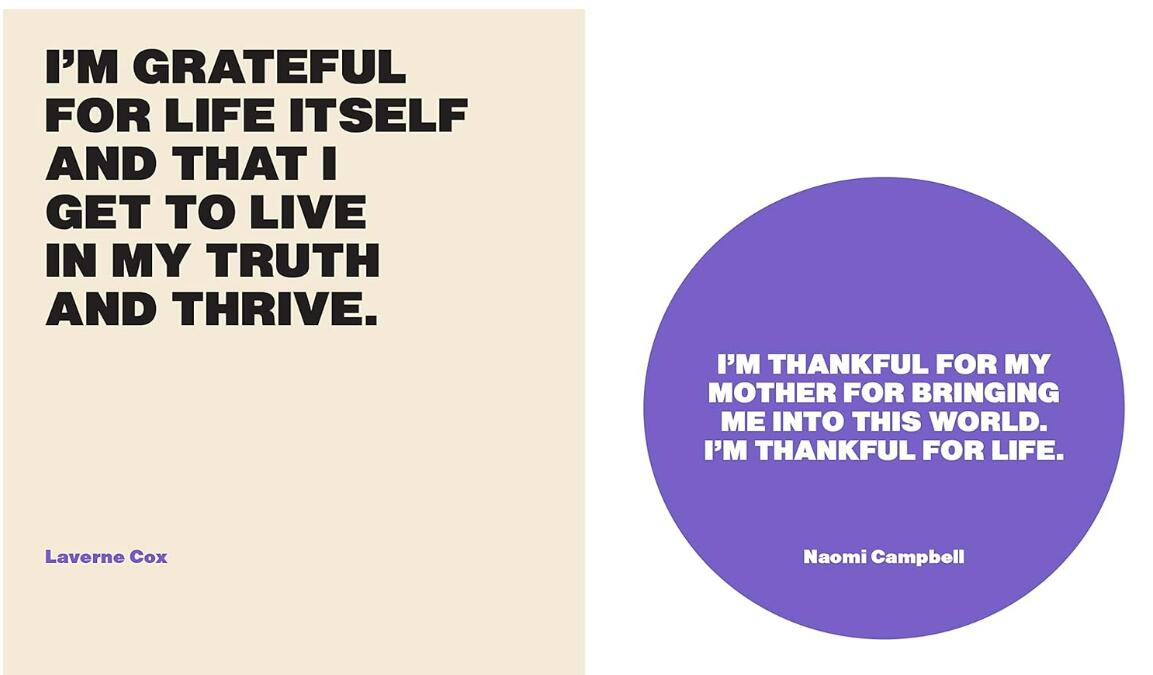 I’M GRATEFUL
FOR LIFE ITSELF
AND THAT I
GET TO LIVE
IN MY TRUTH
AND THRIVE.
Laverne Cox
I’M THANKFUL FOR MY
MOTHER FOR BRINGING
ME INTO THIS WORLD.
I’M THANKFUL FOR LIFE.
Naomi Campbell